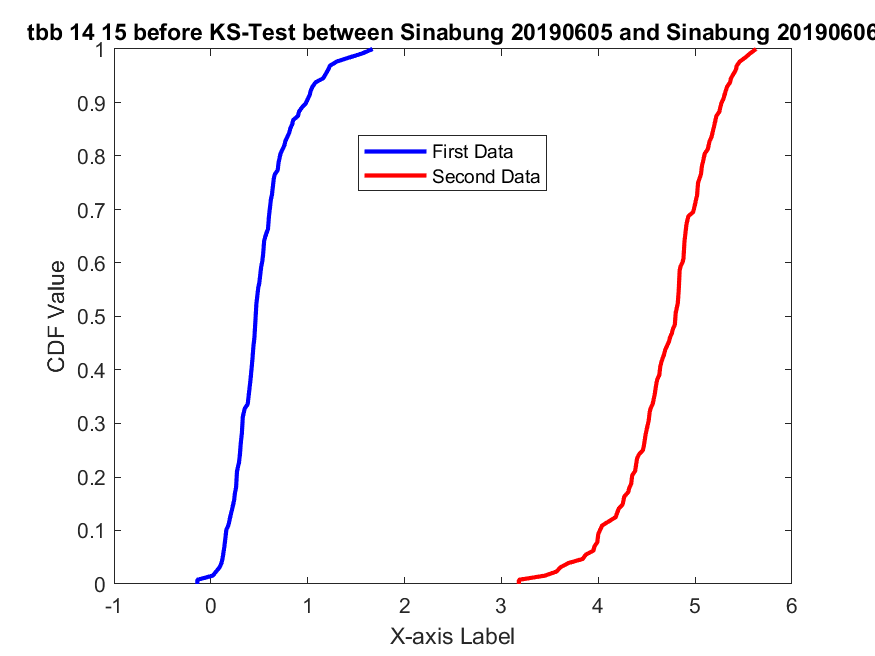 tbb 14 15 before KS-Test between Sinabung 20190605 and Sinabung 20190606
1
0.9
0.8
0.7
0.6
0.5
0.4
0.3
0.2
0.1
0
CDF Value
First Data
Second Data
-1 0 1 2 3 4 5 6
X-axis Label